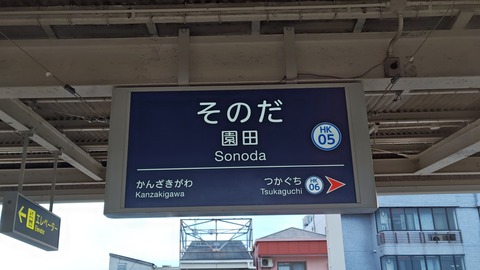 そのだ
園田
Sonoda
HK
05
かんざきがわ
Kanzakigawa
つかぐち
Tsukaguchi
HK
06
エレベーター
Elevator